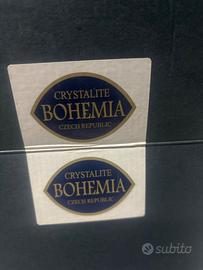 CRYSTALITE
BOHEMIA
CZECH REPUBLIC
CRYSTALITE
BOHEMIA
CZECH REPUBLIC
subito